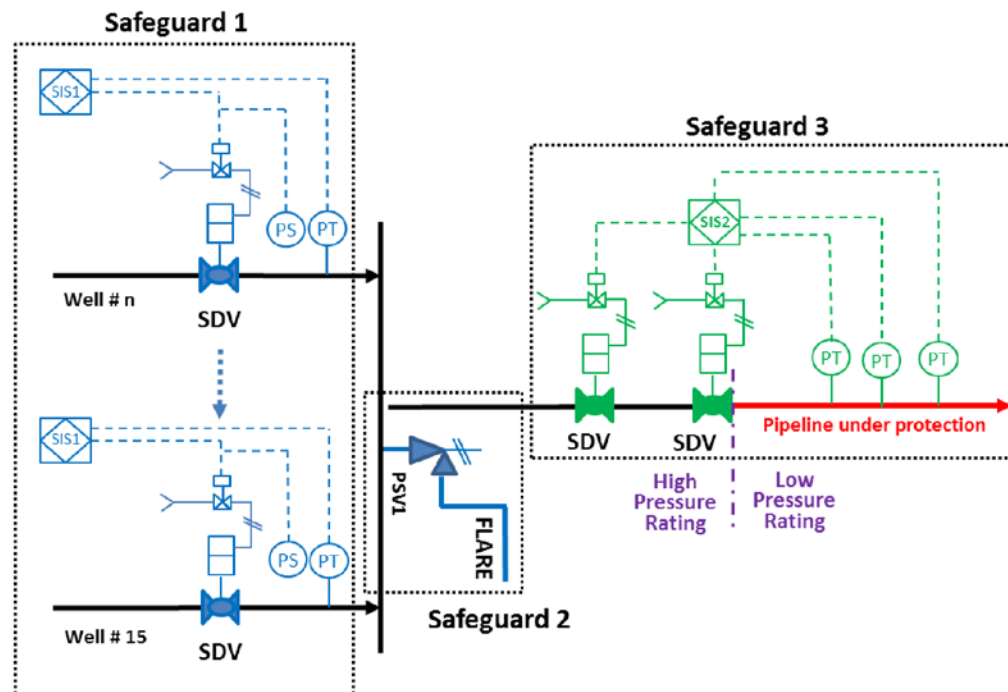 Safeguard 1
SIS1
PS
PT
Well # n
SDV
SIS1
PS
PT
Well # 15
SDV
PSV1
FLARE
Safeguard 2
Safeguard 3
SIS2
PT
PT
PT
SDV
SDV
Pipeline under protection
High
Pressure
Rating
Low
Pressure
Rating